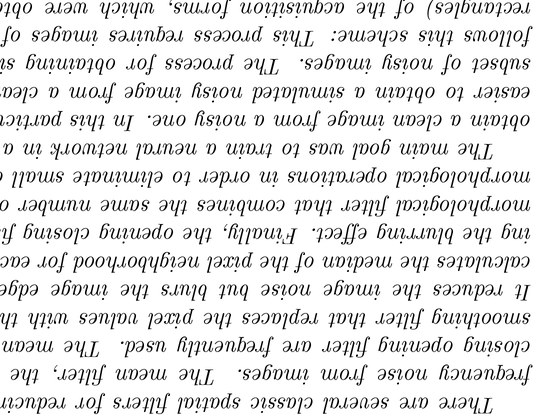 There are several classic spatial filters for reducin
frequency noise from images. The mean filter, the
closing opening filter are frequently used. The mean
smoothing filter that replaces the pixel values with th
It reduces the image noise but blurs the image edge
calculates the median of the pixel neighborhood for eac
ing the blurring effect. Finally, the opening closing fi
morphological filter that combines the same number o
morphological operations in order to eliminate small
The main goal was to train a neural network in a
obtain a clean image from a noisy one. In this particu
easier to obtain a simulated noisy image from a clea
subset of noisy images. The process for obtaining si
follows this scheme: This process requires images of
rectangles) of the acquisition forms, which were obta